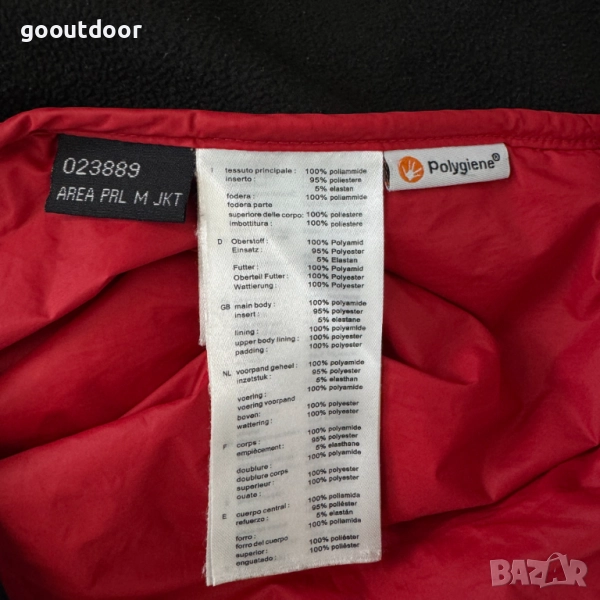 gooutdoor
023889
AREA PRL M JKT
Polygiene®
I tessuto principale : 100% poliammide
inserto : 95% poliestere
5% elastan
fodera : 100% poliammide
fodera parte
superiore delle corpo: 100% poliestere
imbottitura : 100% poliestere
D Oberstoff : 100% Polyamid
Einsatz : 95% Polyester
5% Elastan
Futter : 100% Polyamid
Oberteil Futter : 100% Polyester
Wattierung : 100% Polyester
GB main body : 100% polyamide
insert : 95% polyester
5% elastane
lining : 100% polyamide
upper body lining : 100% polyester
padding : 100% polyester
NL voorpand geheel : 100% polyamide
inzetstuk : 95% polyester
5% elasthan
voering : 100% polyamide
voering voorpand
boven: 100% polyester
wattering : 100% polyester
F corps : 100% polyamide
empiècement : 95% polyester
5% elasthane
doublure : 100% polyamide
doublure corps
superieur : 100% polyester
ouate : 100% polyester
E cuerpo central : 100% poliamida
refuerzo : 95% poliéster
5% elastán
forro : 100% poliamida
forro del cuerpo
superior : 100% poliéster
enguatado : 100% poliéster
BAZAR